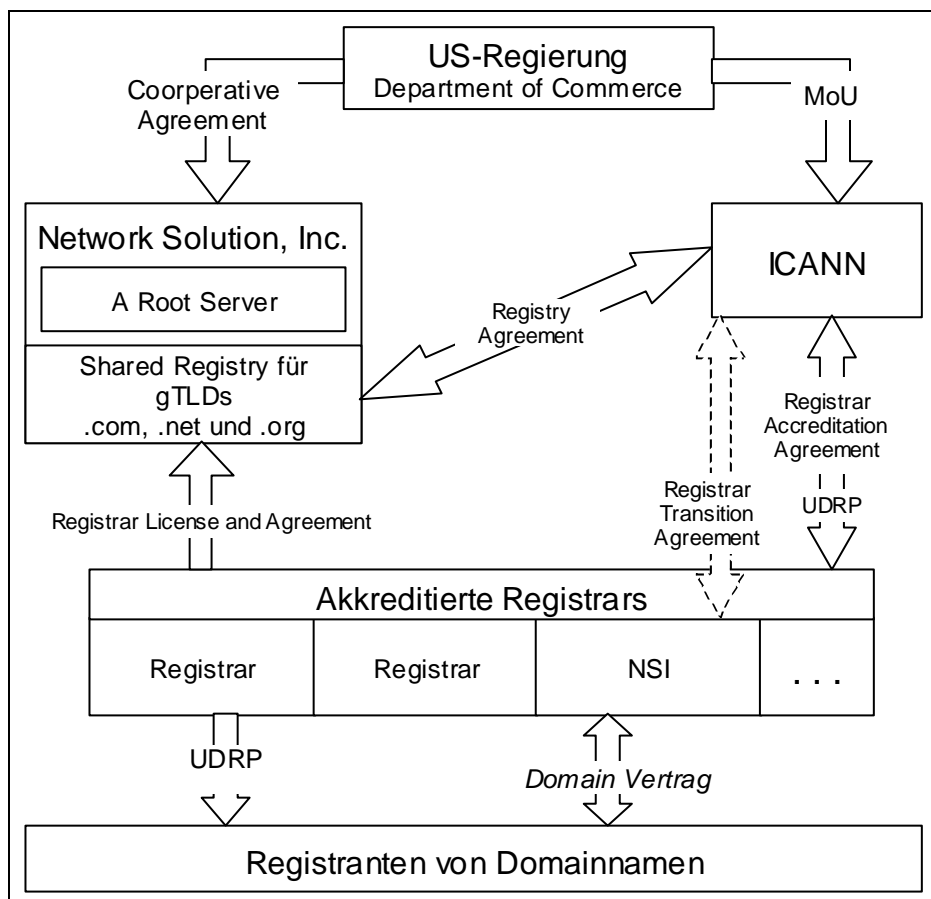 US-Regierung
Department of Commerce
Coorperative
Agreement
MoU
Network Solution, Inc.
A Root Server
Shared Registry für
gTLDs
.com, .net und .org
ICANN
Registry
Agreement
Registrar
Accreditation
Agreement
UDRP
Registrar
Transition
Agreement
Registrar License and Agreement
Akkreditierte Registrars
Registrar
Registrar
NSI
. . .
UDRP
Domain Vertrag
Registranten von Domainnamen